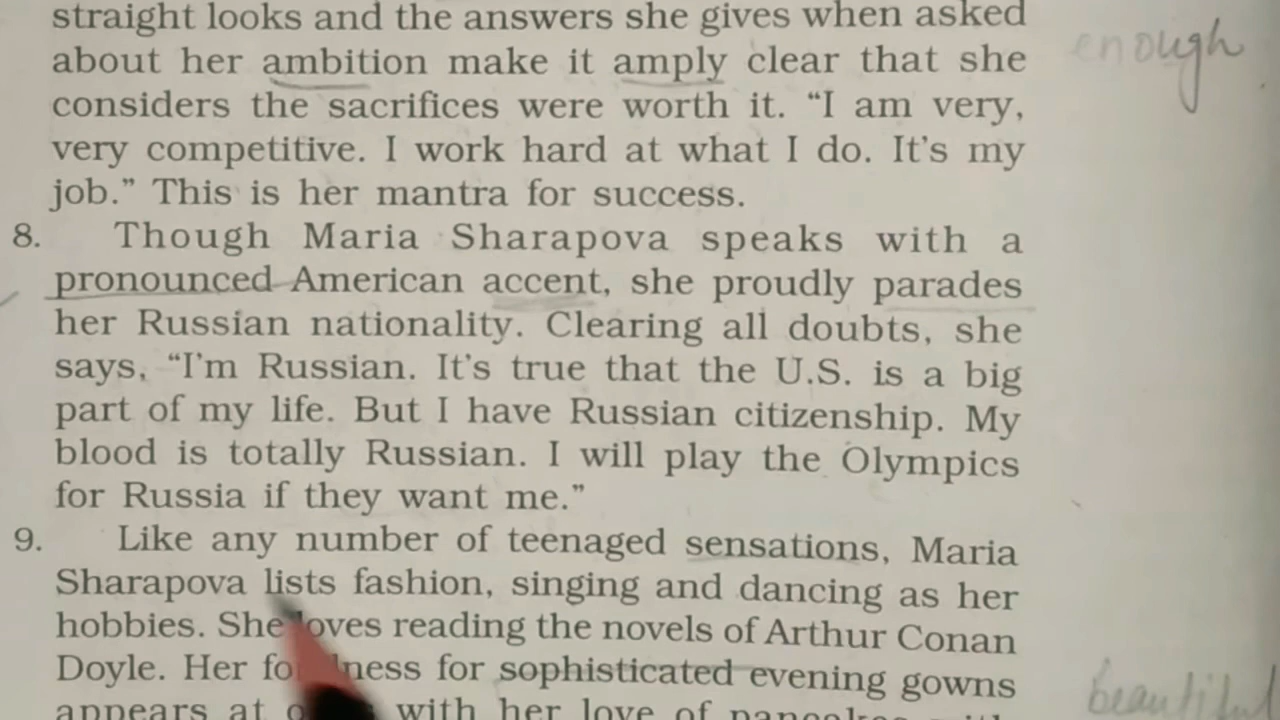 straight looks and the answers she gives when asked
about her ambition make it amply clear that she
enough
considers the sacrifices were worth it. “I am very,
very competitive. I work hard at what I do. It’s my
job.” This is her mantra for success.
8. Though Maria Sharapova speaks with a
pronounced American accent, she proudly parades
her Russian nationality. Clearing all doubts, she
says, “I’m Russian. It’s true that the U.S. is a big
part of my life. But I have Russian citizenship. My
blood is totally Russian. I will play the Olympics
for Russia if they want me.”
9. Like any number of teenaged sensations, Maria
Sharapova lists fashion, singing and dancing as her
hobbies. She loves reading the novels of Arthur Conan
Doyle. Her fondness for sophisticated evening gowns
beautiful
appears at with her love of